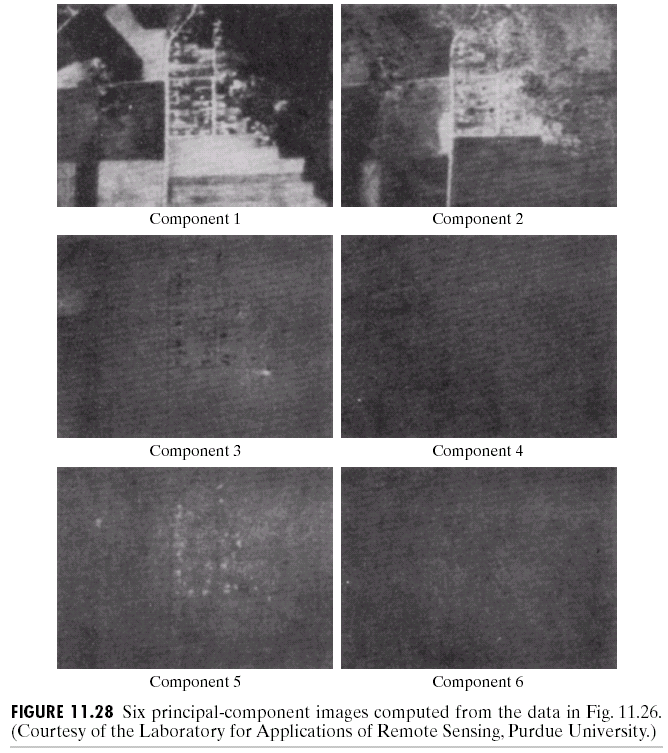 Component 1
Component 2
Component 3
Component 4
Component 5
Component 6
FIGURE 11.28 Six principal-component images computed from the data in Fig. 11.26.
(Courtesy of the Laboratory for Applications of Remote Sensing, Purdue University.)